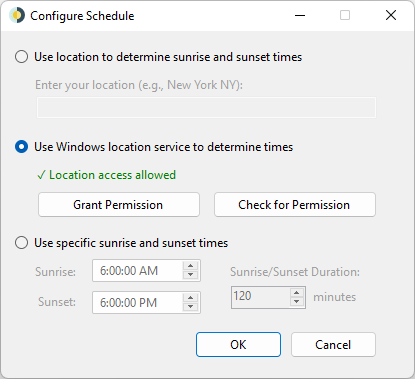 Configure Schedule
Use location to determine sunrise and sunset times
Enter your location (e.g., New York NY):
Use Windows location service to determine times
✓ Location access allowed
Grant Permission Check for Permission
Use specific sunrise and sunset times
Sunrise: 6:00:00 AM Sunrise/Sunset Duration:
Sunset: 6:00:00 PM 120 minutes
OK Cancel